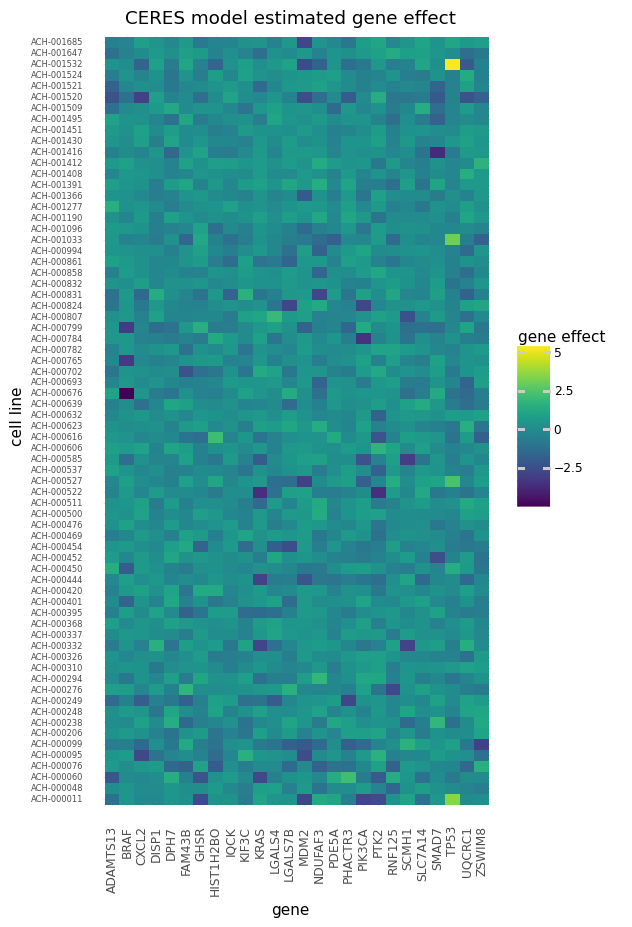 CERES model estimated gene effect
ACH-001685
ACH-001647
ACH-001532
ACH-001524
ACH-001521
ACH-001520
ACH-001509
ACH-001495
ACH-001451
ACH-001430
ACH-001416
ACH-001412
ACH-001408
ACH-001391
ACH-001366
ACH-001277
ACH-001190
ACH-001096
ACH-001033
ACH-000994
ACH-000861
ACH-000858
ACH-000832
ACH-000831
ACH-000824
ACH-000807
ACH-000799
ACH-000784
ACH-000782
ACH-000765
ACH-000702
ACH-000693
ACH-000676
ACH-000639
ACH-000632
ACH-000623
ACH-000616
ACH-000606
ACH-000585
ACH-000537
ACH-000527
ACH-000522
ACH-000511
ACH-000500
ACH-000476
ACH-000469
ACH-000454
ACH-000452
ACH-000450
ACH-000444
ACH-000420
ACH-000401
ACH-000395
ACH-000368
ACH-000337
ACH-000332
ACH-000326
ACH-000310
ACH-000294
ACH-000276
ACH-000249
ACH-000248
ACH-000238
ACH-000206
ACH-000099
ACH-000095
ACH-000076
ACH-000060
ACH-000048
ACH-000011
cell line
ADAMTS13
BRAF
CXCL2
DISP1
DPH7
FAM43B
GHSR
HIST1H2BO
IQCK
KIF3C
KRAS
LGALS4
LGALS7B
MDM2
NDUFAF3
PDE5A
PHACTR3
PIK3CA
PTK2
RNF125
SCMH1
SLC7A14
SMAD7
TP53
UQCRC1
ZSWIM8
gene
gene effect
5
2.5
0
−2.5